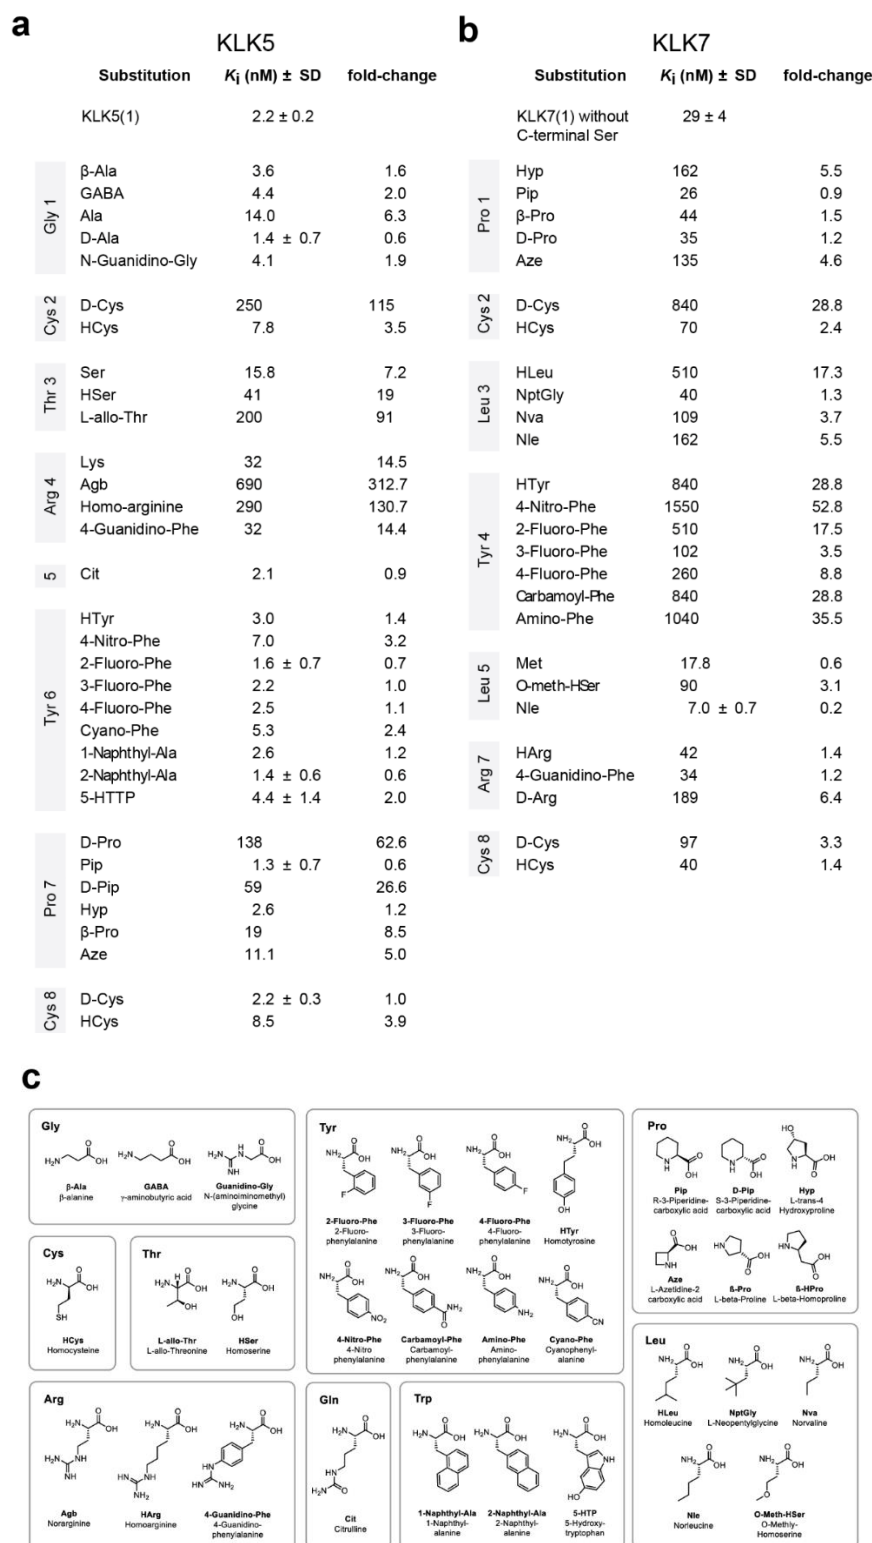 a
KLK5
Substitution Ki (nM) ± SD fold-change
KLK5(1) 2.2 ± 0.2
Gly 1
β-Ala 3.6 1.6
GABA 4.4 2.0
Ala 14.0 6.3
D-Ala 1.4 ± 0.7 0.6
N-Guanidino-Gly 4.1 1.9
Cys 2
D-Cys 250 115
HCys 7.8 3.5
Thr 3
Ser 15.8 7.2
HSer 41 19
L-allo-Thr 200 91
Arg 4
Lys 32 14.5
Agb 690 312.7
Homo-arginine 290 130.7
4-Guanidino-Phe 32 14.4
5
Cit 2.1 0.9
Tyr 6
HTyr 3.0 1.4
4-Nitro-Phe 7.0 3.2
2-Fluoro-Phe 1.6 ± 0.7 0.7
3-Fluoro-Phe 2.2 1.0
4-Fluoro-Phe 2.5 1.1
Cyano-Phe 5.3 2.4
1-Naphthyl-Ala 2.6 1.2
2-Naphthyl-Ala 1.4 ± 0.6 0.6
5-HTTP 4.4 ± 1.4 2.0
Pro 7
D-Pro 138 62.6
Pip 1.3 ± 0.7 0.6
D-Pip 59 26.6
Hyp 2.6 1.2
β-Pro 19 8.5
Aze 11.1 5.0
Cys 8
D-Cys 2.2 ± 0.3 1.0
HCys 8.5 3.9
b
KLK7
Substitution Ki (nM) ± SD fold-change
KLK7(1) without 29 ± 4
C-terminal Ser
Pro 1
Hyp 162 5.5
Pip 26 0.9
β-Pro 44 1.5
D-Pro 35 1.2
Aze 135 4.6
Cys 2
D-Cys 840 28.8
HCys 70 2.4
Leu 3
HLeu 510 17.3
NptGly 40 1.3
Nva 109 3.7
Nle 162 5.5
Tyr 4
HTyr 840 28.8
4-Nitro-Phe 1550 52.8
2-Fluoro-Phe 510 17.5
3-Fluoro-Phe 102 3.5
4-Fluoro-Phe 260 8.8
Carbamoyl-Phe 840 28.8
Amino-Phe 1040 35.5
Leu 5
Met 17.8 0.6
O-meth-HSer 90 3.1
Nle 7.0 ± 0.7 0.2
Arg 7
HArg 42 1.4
4-Guanidino-Phe 34 1.2
D-Arg 189 6.4
Cys 8
D-Cys 97 3.3
HCys 40 1.4
c
Gly
β-Ala
β-alanine
GABA
γ-aminobutyric acid
Guanidino-Gly
N-(aminoiminomethyl)
glycine
Cys
HCys
Homocysteine
Thr
L-allo-Thr
L-allo-Threonine
HSer
Homoserine
Arg
Agb
Norarginine
HArg
Homoarginine
4-Guanidino-Phe
4-Guanidino-
phenylalanine
Tyr
2-Fluoro-Phe
2-Fluoro-
phenylalanine
3-Fluoro-Phe
3-Fluoro-
phenylalanine
4-Fluoro-Phe
4-Fluoro-
phenylalanine
HTyr
Homotyrosine
4-Nitro-Phe
4-Nitro
phenylalanine
Carbamoyl-Phe
Carbamoyl-
phenylalanine
Amino-Phe
Amino-
phenylalanine
Cyano-Phe
Cyanophenyl-
alanine
Gln
Cit
Citrulline
Trp
1-Naphthyl-Ala
1-Naphthyl-
alanine
2-Naphthyl-Ala
2-Naphthyl-
alanine
5-HTP
5-Hydroxy-
tryptophan
Pro
Pip
R-3-Piperidine-
carboxylic acid
D-Pip
S-3-Piperidine-
carboxylic acid
Hyp
L-trans-4
Hydroxyproline
Aze
L-Azetidine-2
carboxylic acid
ß-Pro
L-beta-Proline
ß-HPro
L-beta-Homoproline
Leu
HLeu
Homoleucine
NptGly
L-Neopentylglycine
Nva
Norvaline
Nle
Norleucine
O-Meth-HSer
O-Methly-
Homoserine